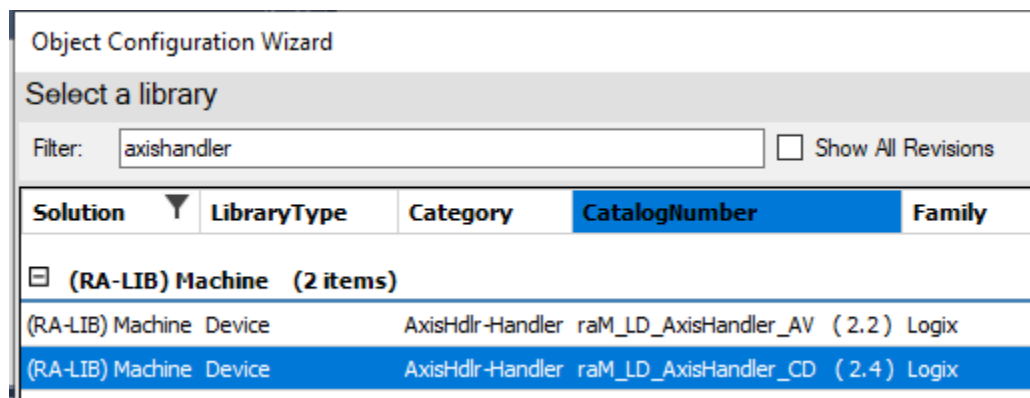 Object Configuration Wizard
Select a library
Filter: axishandler Show All Revisions
Solution LibraryType Category CatalogNumber Family
(RA-LIB) Machine (2 items)
(RA-LIB) Machine Device AxisHdlr-Handler raM_LD_AxisHandler_AV ( 2.2 ) Logix
(RA-LIB) Machine Device AxisHdlr-Handler raM_LD_AxisHandler_CD ( 2.4 ) Logix